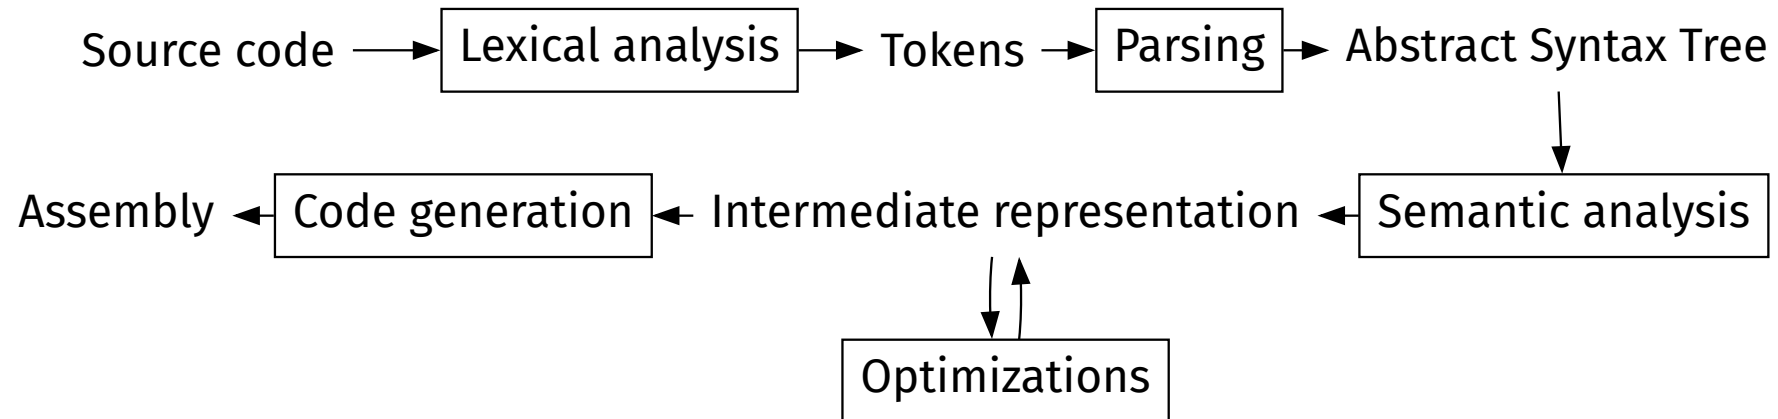 Source code Lexical analysis Tokens Parsing Abstract Syntax Tree
Assembly Code generation Intermediate representation Semantic analysis
Optimizations